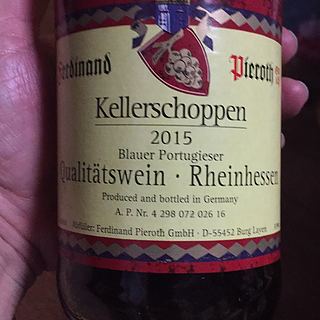 Ferdinand Pieroth
Kellerschoppen
2015
Blauer Portugieser
Qualitätswein · Rheinhessen
Produced and bottled in Germany
A. P. Nr. 4 298 072 026 16
Abfüller: Ferdinand Pieroth GmbH · D-55452 Burg Layen